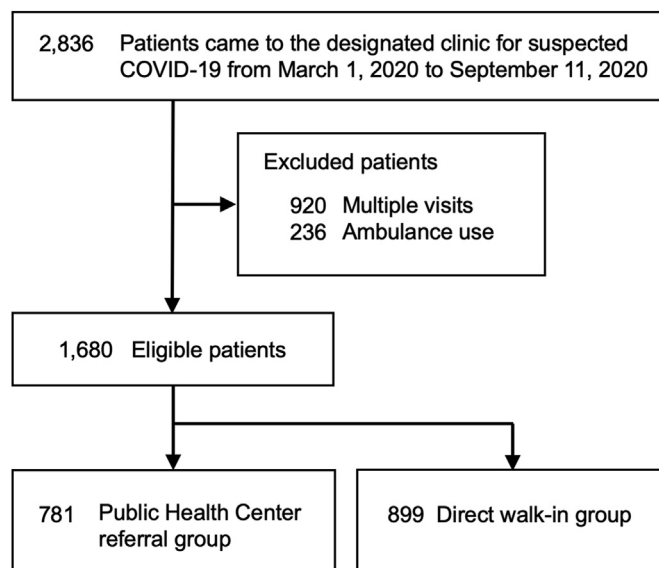 2,836 Patients came to the designated clinic for suspected
COVID-19 from March 1, 2020 to September 11, 2020
Excluded patients
920 Multiple visits
236 Ambulance use
1,680 Eligible patients
781 Public Health Center
referral group
899 Direct walk-in group